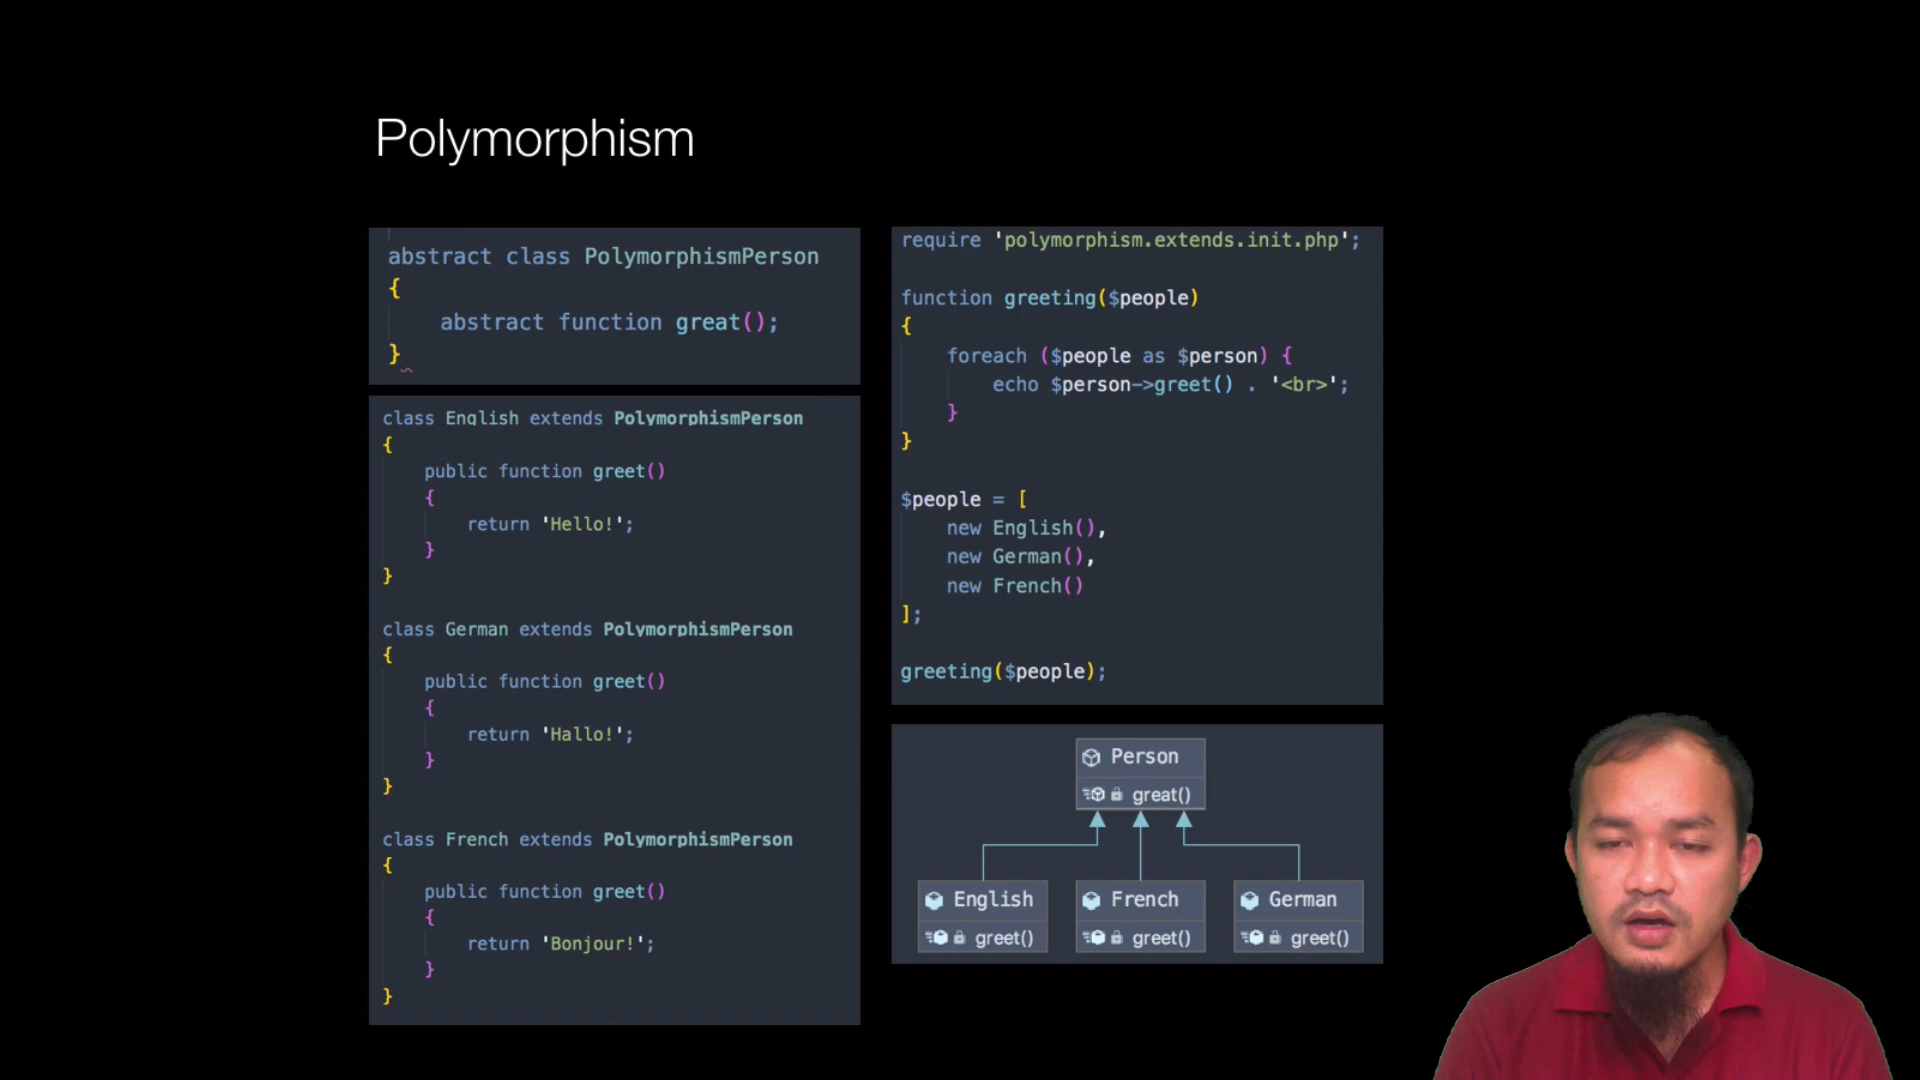 Polymorphism
abstract class PolymorphismPerson
{
abstract function great();
}
class English extends PolymorphismPerson
{
public function greet()
{
return 'Hello!';
}
}
class German extends PolymorphismPerson
{
public function greet()
{
return 'Hallo!';
}
}
class French extends PolymorphismPerson
{
public function greet()
{
return 'Bonjour!';
}
}
require 'polymorphism.extends.init.php';
function greeting($people)
{
foreach ($people as $person) {
echo $person->greet() . '<br>';
}
}
$people = [
new English(),
new German(),
new French()
];
greeting($people);
Person
great()
English
greet()
French
greet()
German
greet()